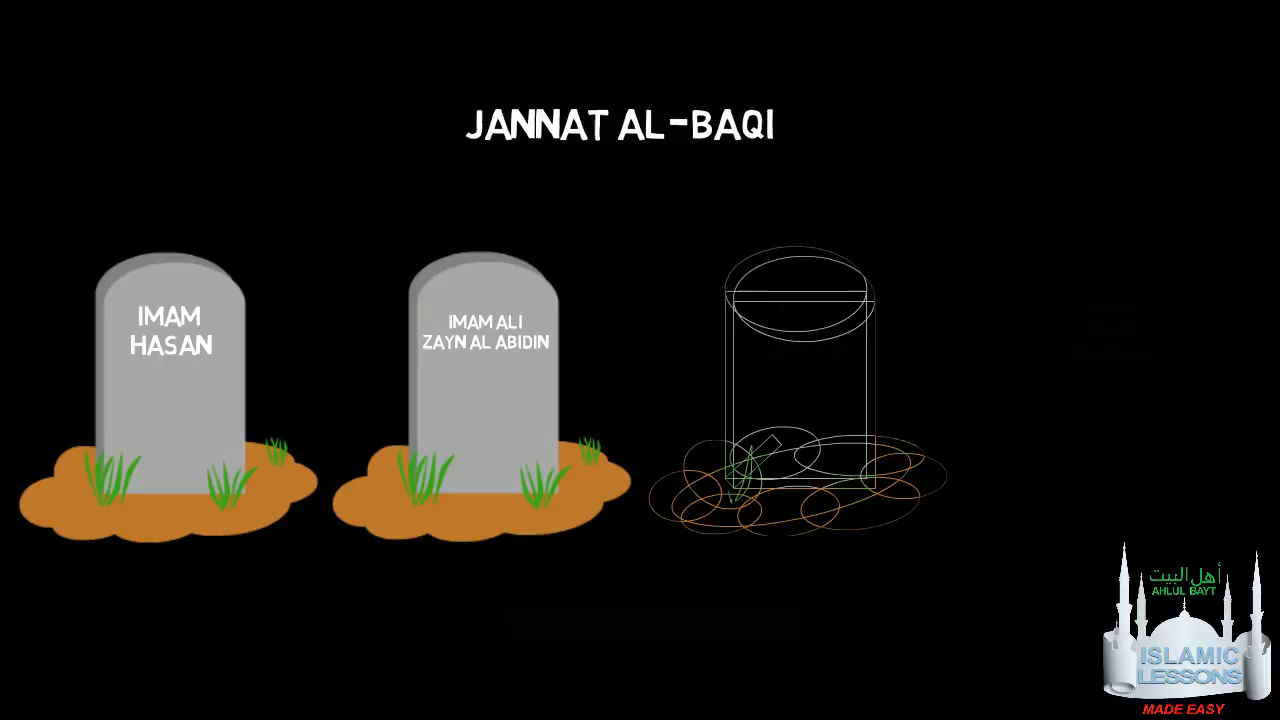 JANNAT AL-BAQI
IMAM
HASAN
IMAM ALI
ZAYN AL ABIDIN
أهل البيت
AHLUL BAYT
ISLAMIC
LESSONS
MADE EASY